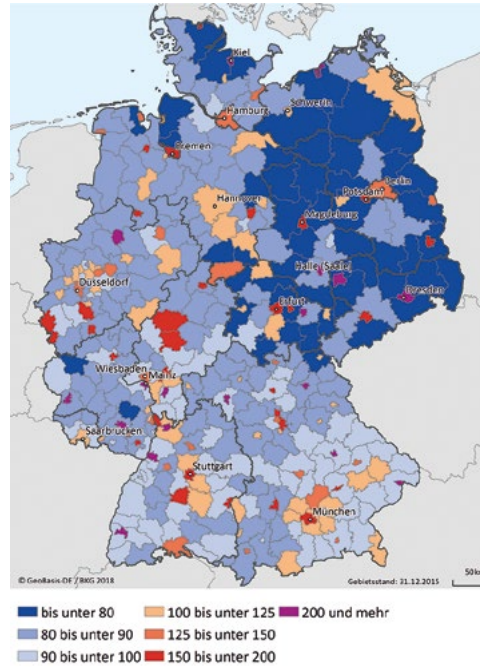 Kiel
Hamburg
Schwerin
Bremen
Hannover
Potsdam
Berlin
Magdeburg
Düsseldorf
Halle (Saale)
Erfurt
Dresden
Wiesbaden
Mainz
Saarbrücken
Stuttgart
München
© GeoBasis-DE / BKG 2018
Gebietsstand: 31.12.2015
50
bis unter 80
100 bis unter 125
200 und mehr
80 bis unter 90
125 bis unter 150
90 bis unter 100
150 bis unter 200